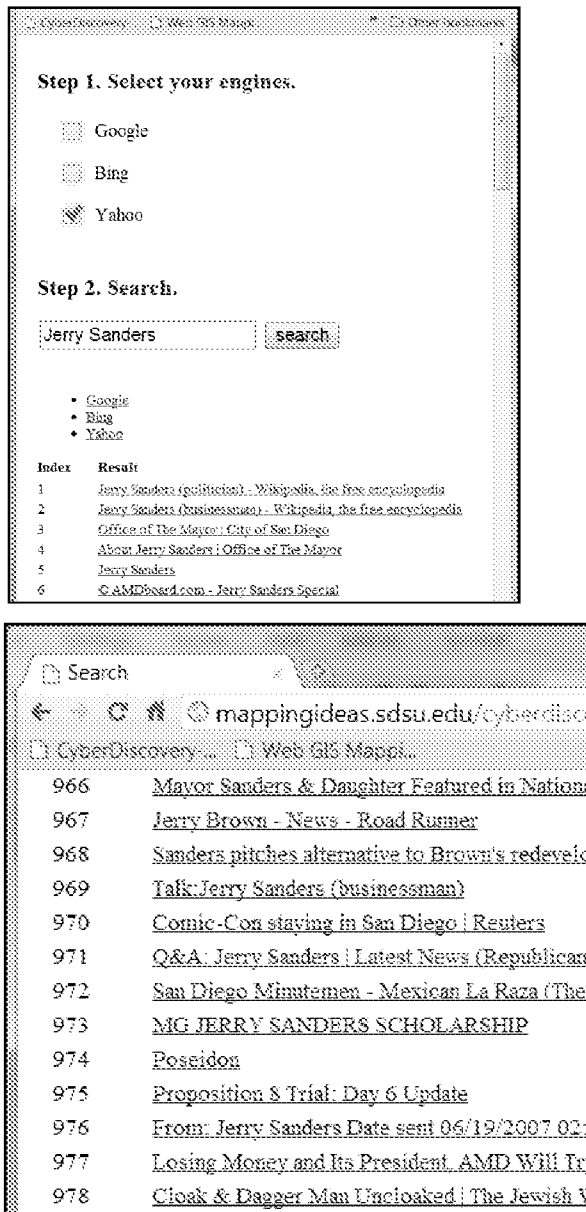 CyberDiscovery-... Web GIS Mappi... » Other bookmarks
Step 1. Select your engines.
Google
Bing
Yahoo
Step 2. Search.
Jerry Sanders search
Google
Bing
Yahoo
Index Result
1 Jerry Sanders (politician) - Wikipedia, the free encyclopedia
2 Jerry Sanders (businessman) - Wikipedia, the free encyclopedia
3 Office of The Mayor: City of San Diego
4 About Jerry Sanders | Office of The Mayor
5 Jerry Sanders
6 © AMDboard.com - Jerry Sanders Special
Search
mappingideas.sdsu.edu/cyberdisc
CyberDiscovery-... Web GIS Mappi...
966 Mayor Sanders & Daughter Featured in Nationa
967 Jerry Brown - News - Road Runner
968 Sanders pitches alternative to Brown's redevelo
969 Talk:Jerry Sanders (businessman)
970 Comic-Con staying in San Diego | Reuters
971 Q&A: Jerry Sanders | Latest News (Republican
972 San Diego Minutemen - Mexican La Raza (The
973 MG JERRY SANDERS SCHOLARSHIP
974 Poseidon
975 Proposition 8 Trial: Day 6 Update
976 From: Jerry Sanders Date sent 06/19/2007 02:
977 Losing Money and Its President, AMD Will Tr
978 Cloak & Dagger Man Uncloaked | The Jewish